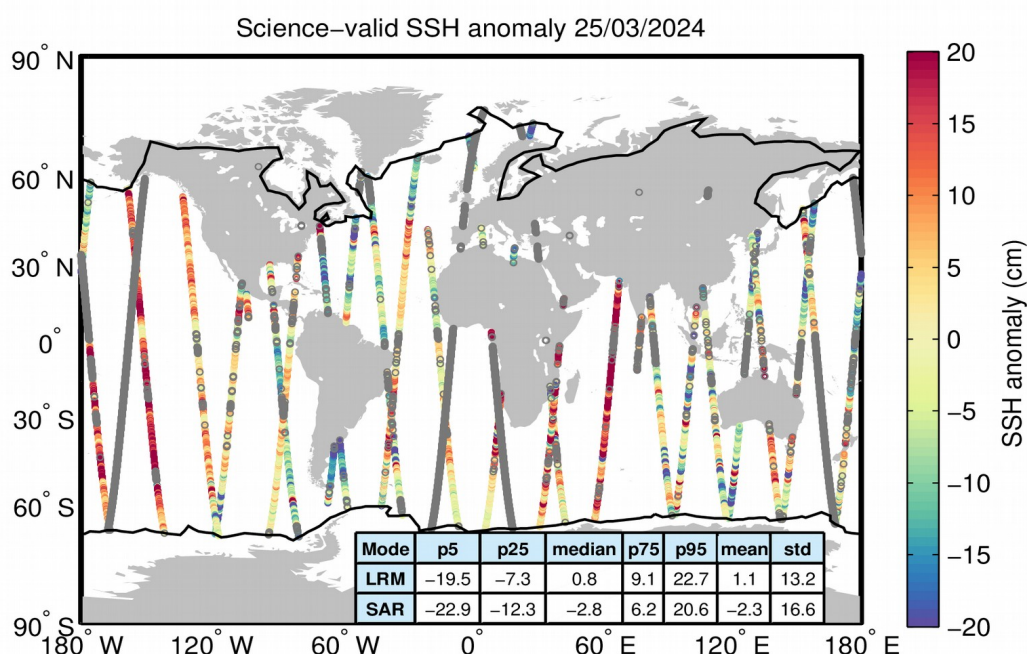 Science−valid SSH anomaly 25/03/2024
90° N
60° N
30° N
0°
30° S
60° S
90° S
180° W
120° W
60° W
0°
60° E
120° E
180° E
Mode p5 p25 median p75 p95 mean std
LRM −19.5 −7.3 0.8 9.1 22.7 1.1 13.2
SAR −22.9 −12.3 −2.8 6.2 20.6 −2.3 16.6
20
15
10
5
0
−5
−10
−15
−20
SSH anomaly (cm)